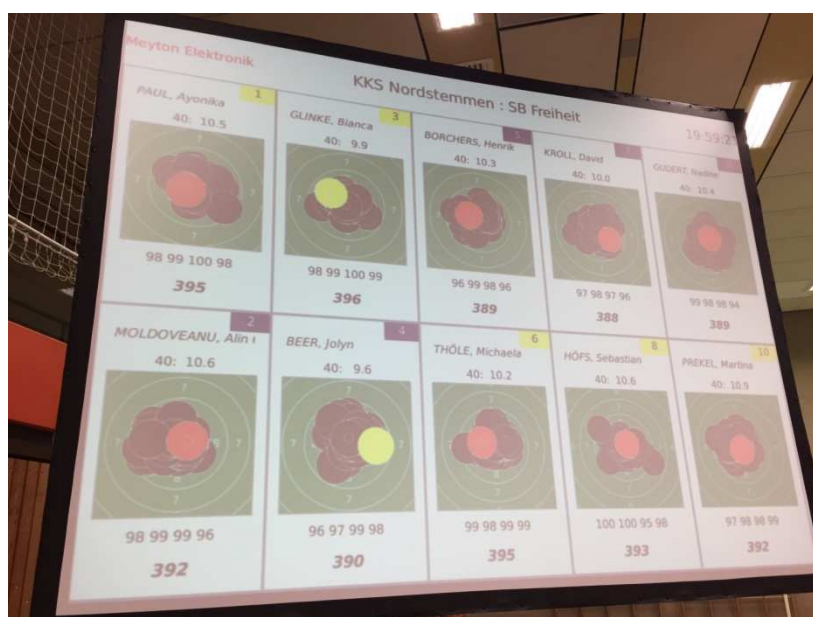 Meyton Elektronik
KKS Nordstemmen : SB Freiheit
19:59:27
PAUL, Ayonika
1
40: 10.5
98 99 100 98
395
GLINKE, Bianca
3
40: 9.9
98 99 100 99
396
BORCHERS, Henrik
5
40: 10.3
96 99 98 96
389
KROLL, David
40: 10.0
97 98 97 96
388
GUDERT, Nadine
40: 10.4
99 98 98 94
389
MOLDOVEANU, Alin
2
40: 10.6
98 99 99 96
392
BEER, Jolyn
4
40: 9.6
96 97 99 98
390
THÖLE, Michaela
6
40: 10.2
99 98 99 99
395
HÖFS, Sebastian
8
40: 10.6
100 100 95 98
393
PREKEL, Martina
10
40: 10.9
97 98 98 99
392